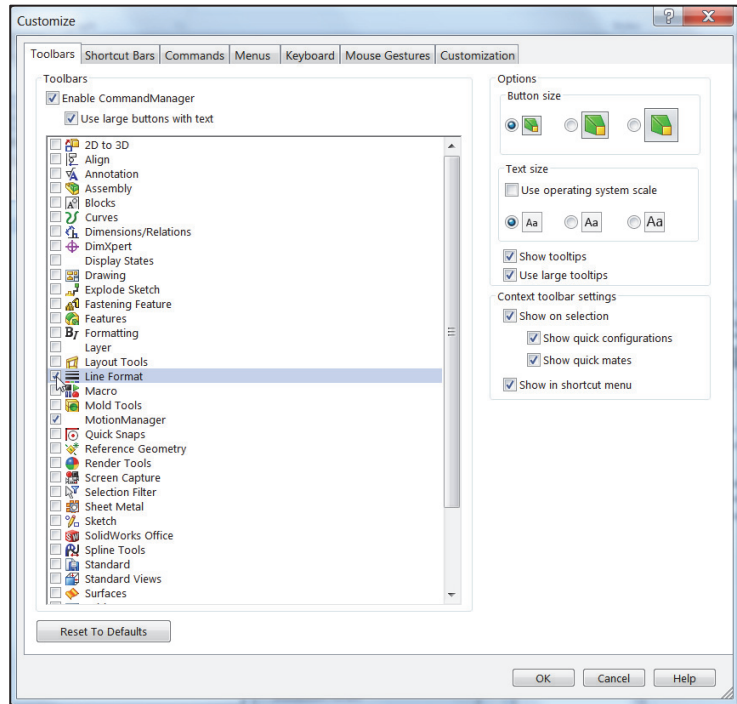 Customize
Toolbars Shortcut Bars Commands Menus Keyboard Mouse Gestures Customization
Toolbars
Enable CommandManager
Use large buttons with text
2D to 3D
Align
Annotation
Assembly
Blocks
Curves
Dimensions/Relations
DimXpert
Display States
Drawing
Explode Sketch
Fastening Feature
Features
Formatting
Layer
Layout Tools
Line Format
Macro
Mold Tools
MotionManager
Quick Snaps
Reference Geometry
Render Tools
Screen Capture
Selection Filter
Sheet Metal
Sketch
SolidWorks Office
Spline Tools
Standard
Standard Views
Surfaces
Reset To Defaults
Options
Button size
Text size
Use operating system scale
Aa Aa Aa
Show tooltips
Use large tooltips
Context toolbar settings
Show on selection
Show quick configurations
Show quick mates
Show in shortcut menu
OK Cancel Help